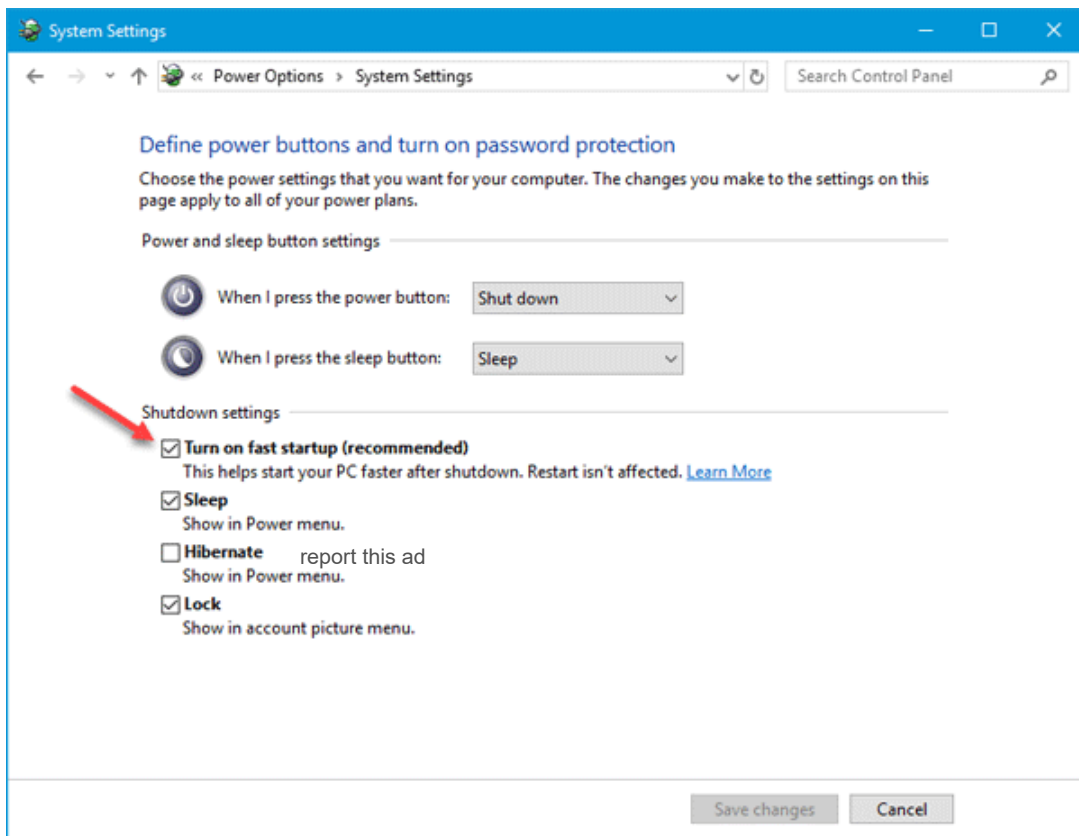 System Settings
« Power Options › System Settings
Search Control Panel
Define power buttons and turn on password protection
Choose the power settings that you want for your computer. The changes you make to the settings on this
page apply to all of your power plans.
Power and sleep button settings
When I press the power button: Shut down
When I press the sleep button: Sleep
Shutdown settings
Turn on fast startup (recommended)
This helps start your PC faster after shutdown. Restart isn't affected. Learn More
Sleep
Show in Power menu.
Hibernate report this ad
Show in Power menu.
Lock
Show in account picture menu.
Save changes Cancel